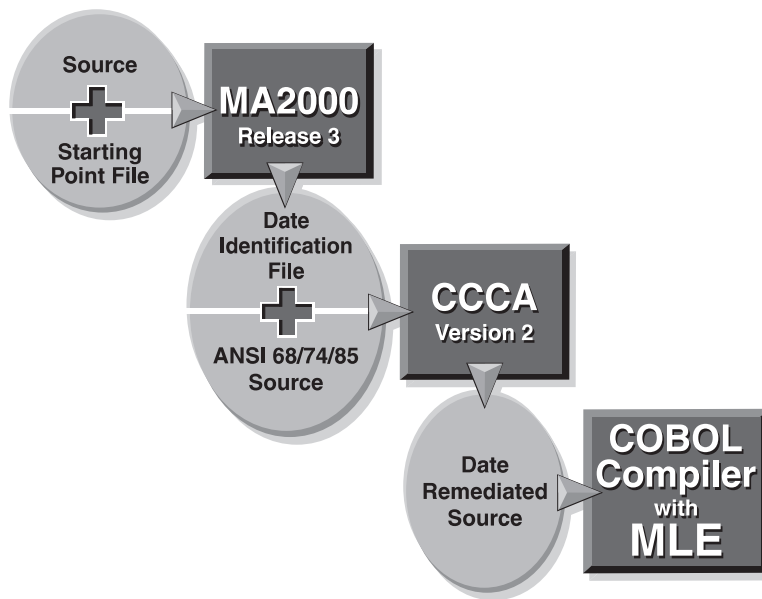 Source
Starting
Point File
MA2000
Release 3
Date
Identification
File
ANSI 68/74/85
Source
CCCA
Version 2
Date
Remediated
Source
COBOL
Compiler
with
MLE